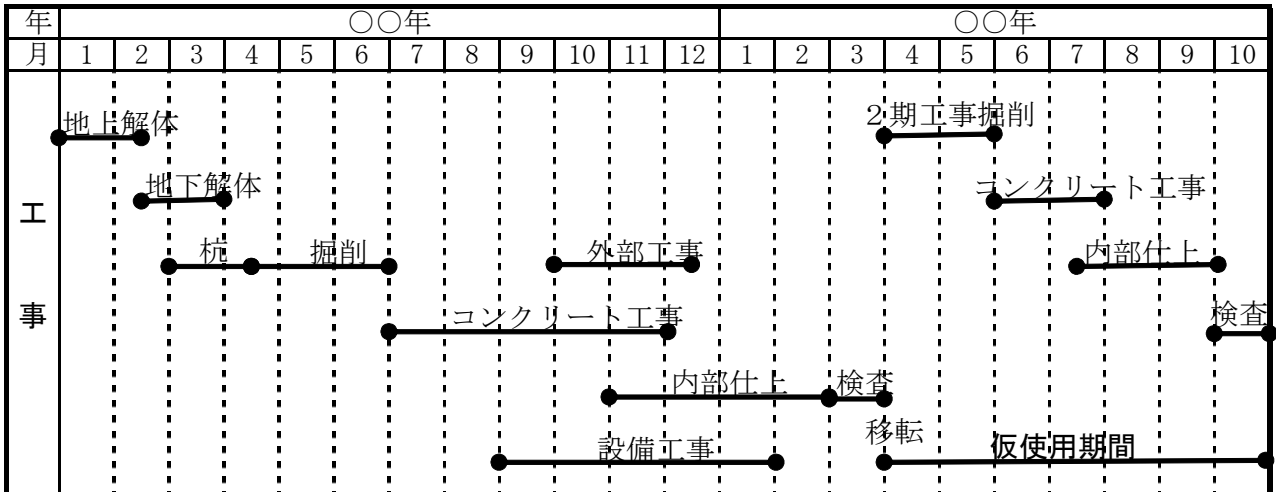 年 〇〇年 〇〇年
月 1 2 3 4 5 6 7 8 9 10 11 12 1 2 3 4 5 6 7 8 9 10
工事
地上解体 2期工事掘削
地下解体 コンクリート工事
杭 掘削 外部工事 内部仕上
コンクリート工事 検査
内部仕上 検査
移転
設備工事 仮使用期間